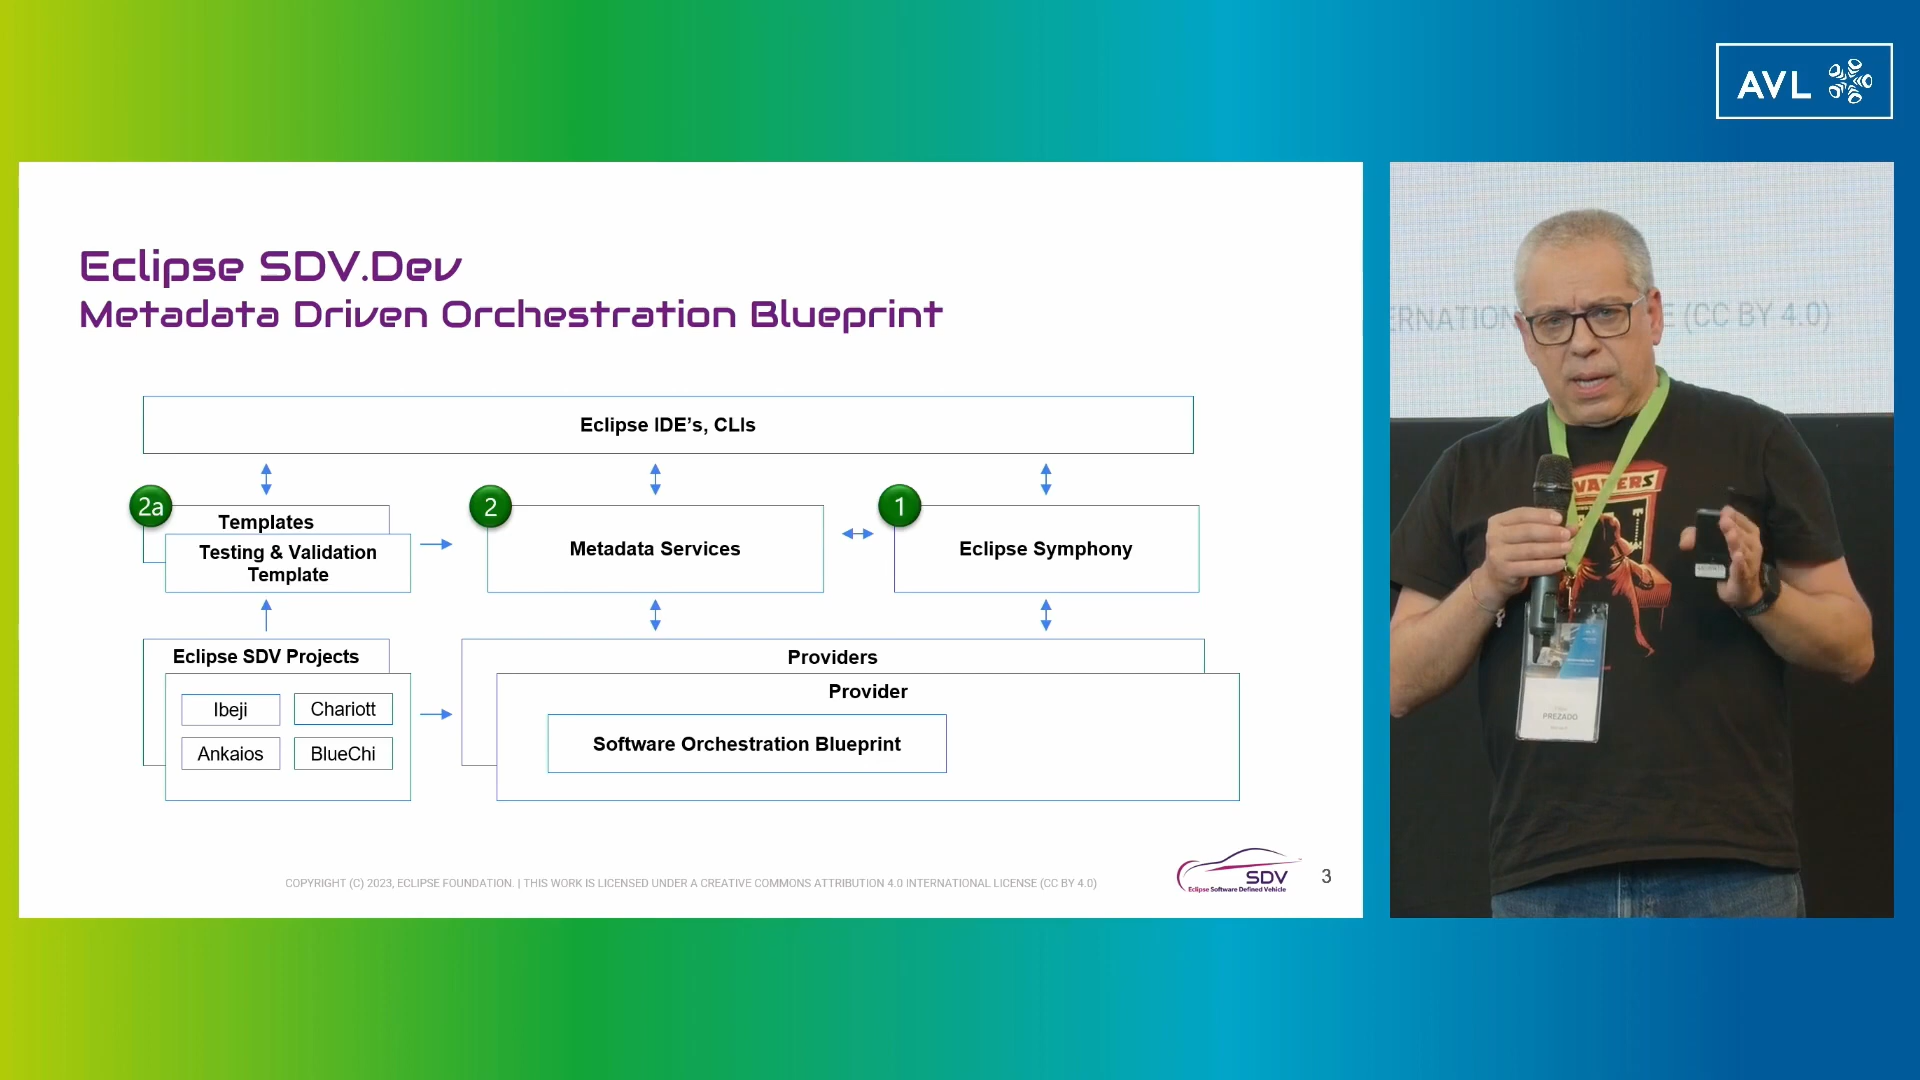 AVL
Eclipse SDV.Dev
Metadata Driven Orchestration Blueprint
Eclipse IDE's, CLIs
2a
Templates
Testing & Validation
Template
2
Metadata Services
1
Eclipse Symphony
Eclipse SDV Projects
Ibeji
Chariott
Ankaios
BlueChi
Providers
Provider
Software Orchestration Blueprint
COPYRIGHT (C) 2023, ECLIPSE FOUNDATION. | THIS WORK IS LICENSED UNDER A CREATIVE COMMONS ATTRIBUTION 4.0 INTERNATIONAL LICENSE (CC BY 4.0)
SDV
Eclipse Software Defined Vehicle
3
ERNATION E (CC BY 4.0)
VADERS
PREZADO